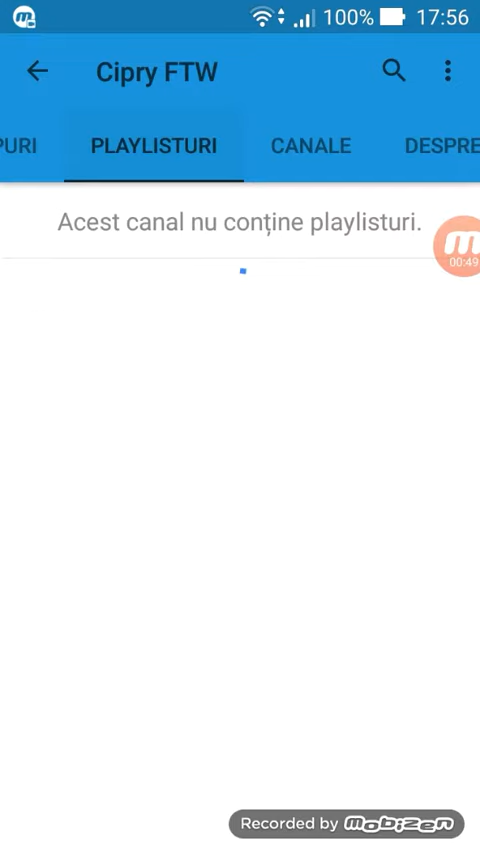 100% 17:56
Cipry FTW
PURI PLAYLISTURI CANALE DESPRE
Acest canal nu conține playlisturi.
00:49
Recorded by mobizen